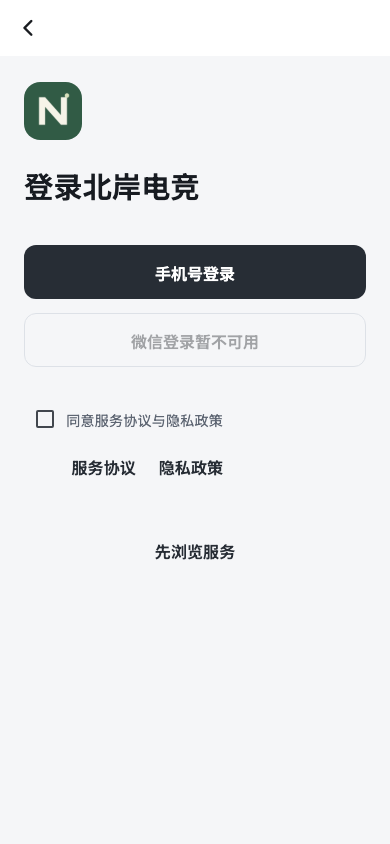 N
登录北岸电竞
手机号登录
微信登录暂不可用
同意服务协议与隐私政策
服务协议 隐私政策
先浏览服务